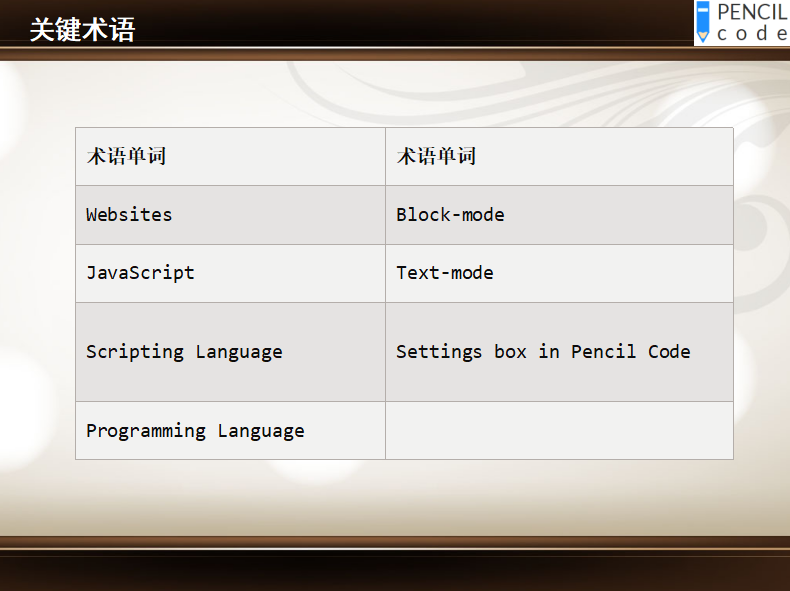 关键术语
PENCIL
code
术语单词 术语单词
Websites Block-mode
JavaScript Text-mode
Scripting Language Settings box in Pencil Code
Programming Language